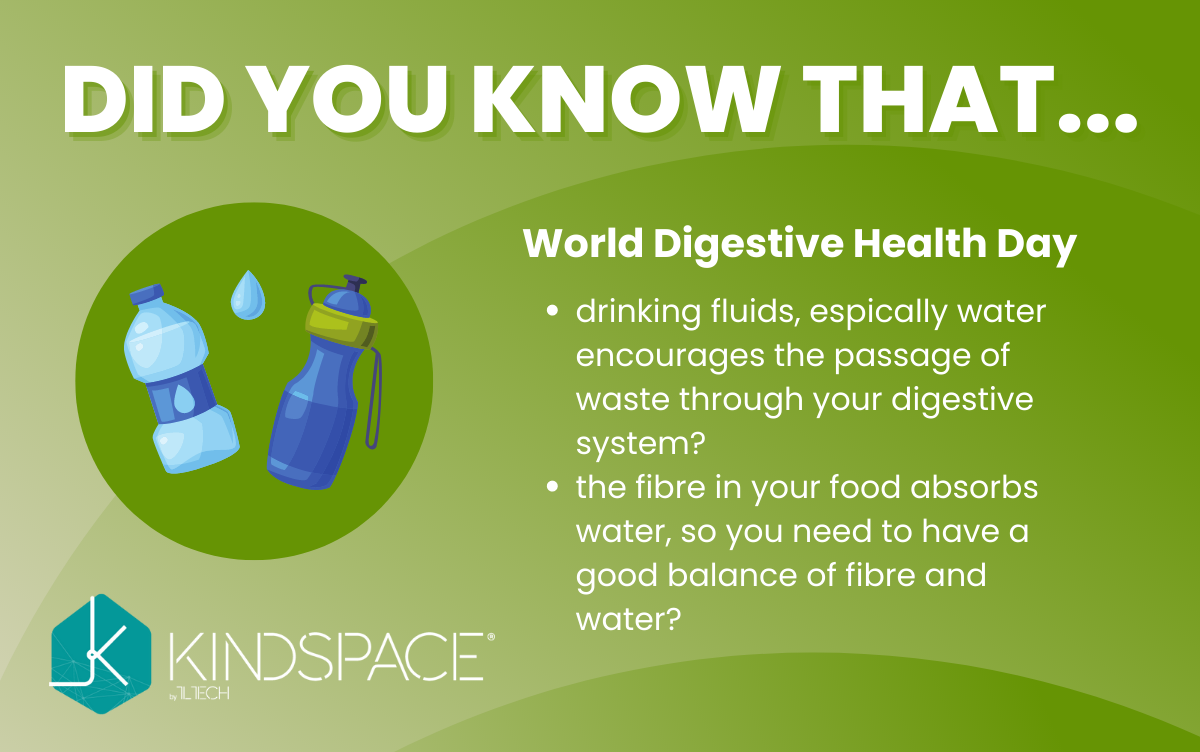 DID YOU KNOW THAT...
World Digestive Health Day
• drinking fluids, espically water
encourages the passage of
waste through your digestive
system?
• the fibre in your food absorbs
water, so you need to have a
good balance of fibre and
water?
KINDSPACE®
by TLTECH